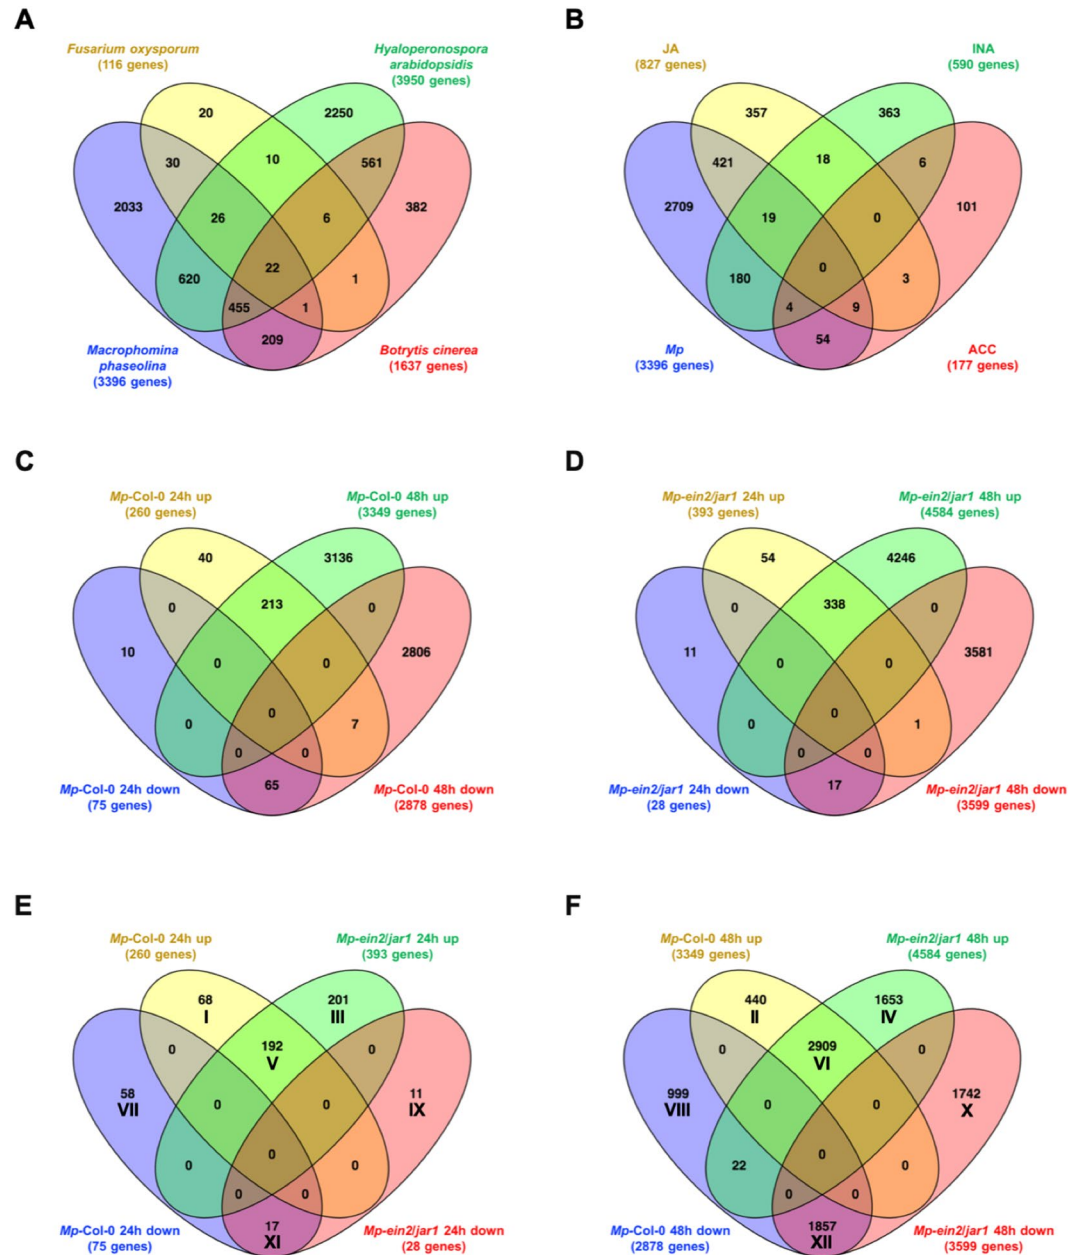 A
B
Fusarium oxysporum
(116 genes)
Hyaloperonospora
arabidopsidis
(3950 genes)
20
2250
30
10
561
2033
26
6
382
620
22
1
455
1
209
Macrophomina
phaseolina
(3396 genes)
Botrytis cinerea
(1637 genes)
JA
(827 genes)
INA
(590 genes)
357
363
421
18
6
2709
19
0
101
180
0
3
4
9
54
Mp
(3396 genes)
ACC
(177 genes)
C
D
Mp-Col-0 24h up
(260 genes)
Mp-Col-0 48h up
(3349 genes)
40
3136
0
213
0
10
0
0
2806
0
0
7
0
0
65
Mp-Col-0 24h down
(75 genes)
Mp-Col-0 48h down
(2878 genes)
Mp-ein2/jar1 24h up
(393 genes)
Mp-ein2/jar1 48h up
(4584 genes)
54
4246
0
338
0
11
0
0
3581
0
0
1
0
0
17
Mp-ein2/jar1 24h down
(28 genes)
Mp-ein2/jar1 48h down
(3599 genes)
E
F
Mp-Col-0 24h up
(260 genes)
Mp-ein2/jar1 24h up
(393 genes)
68
I
201
III
0
192
V
0
58
VII
0
0
11
IX
0
0
0
0
0
17
XI
Mp-Col-0 24h down
(75 genes)
Mp-ein2/jar1 24h down
(28 genes)
Mp-Col-0 48h up
(3349 genes)
Mp-ein2/jar1 48h up
(4584 genes)
440
II
1653
IV
0
2909
VI
0
999
VIII
0
0
1742
X
22
0
0
0
0
1857
XII
Mp-Col-0 48h down
(2878 genes)
Mp-ein2/jar1 48h down
(3599 genes)